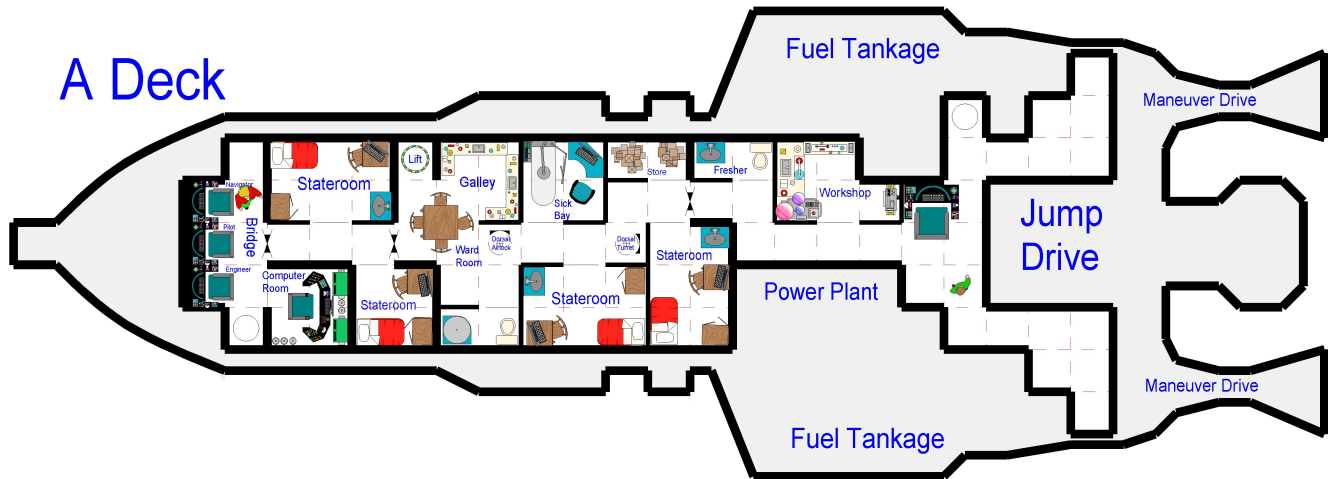 A Deck
Fuel Tankage
Maneuver Drive
Lift
Stateroom
Galley
Sick
Bay
Store
Fresher
Workshop
Navigator
Pilot
Engineer
Bridge
Ward
Room
Dorsal
Airlock
Dorsal
Turret
Stateroom
Jump
Drive
Computer
Room
Stateroom
Stateroom
Power Plant
Maneuver Drive
Fuel Tankage